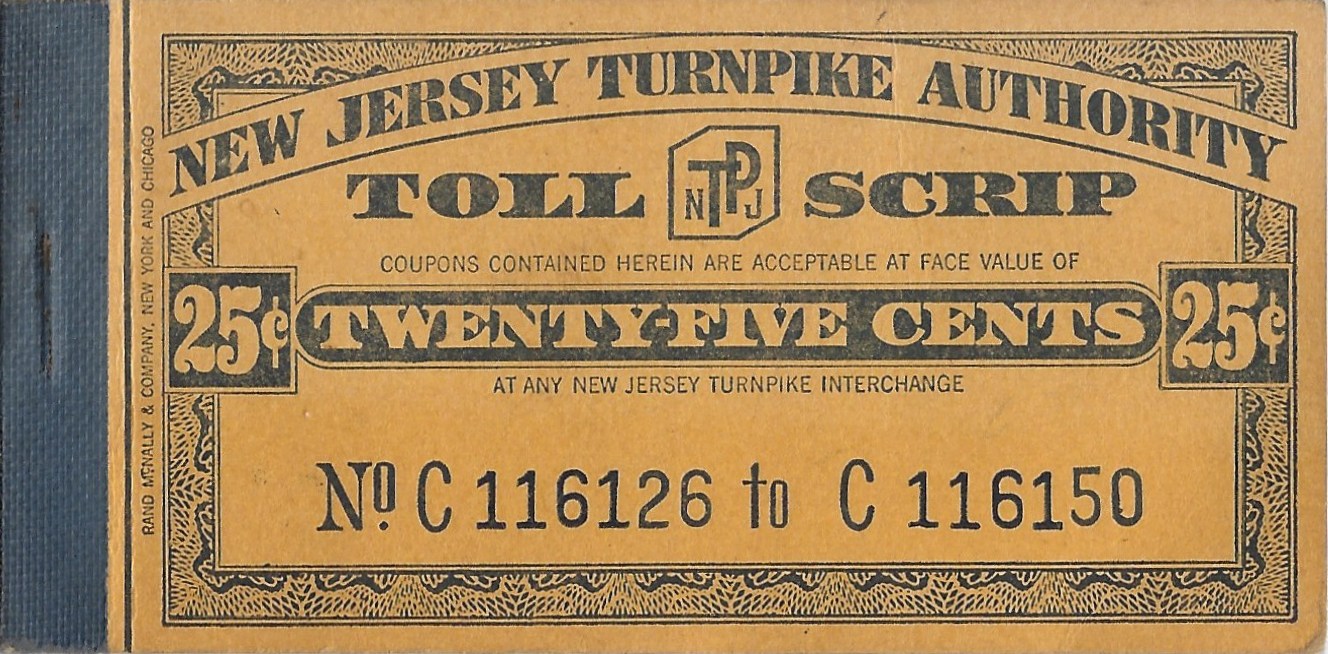 NEW JERSEY TURNPIKE AUTHORITY
TOLL NTPJ SCRIP
COUPONS CONTAINED HEREIN ARE ACCEPTABLE AT FACE VALUE OF
25¢ TWENTY-FIVE CENTS 25¢
AT ANY NEW JERSEY TURNPIKE INTERCHANGE
No. C 116126 to C 116150
RAND McNALLY & COMPANY, NEW YORK AND CHICAGO